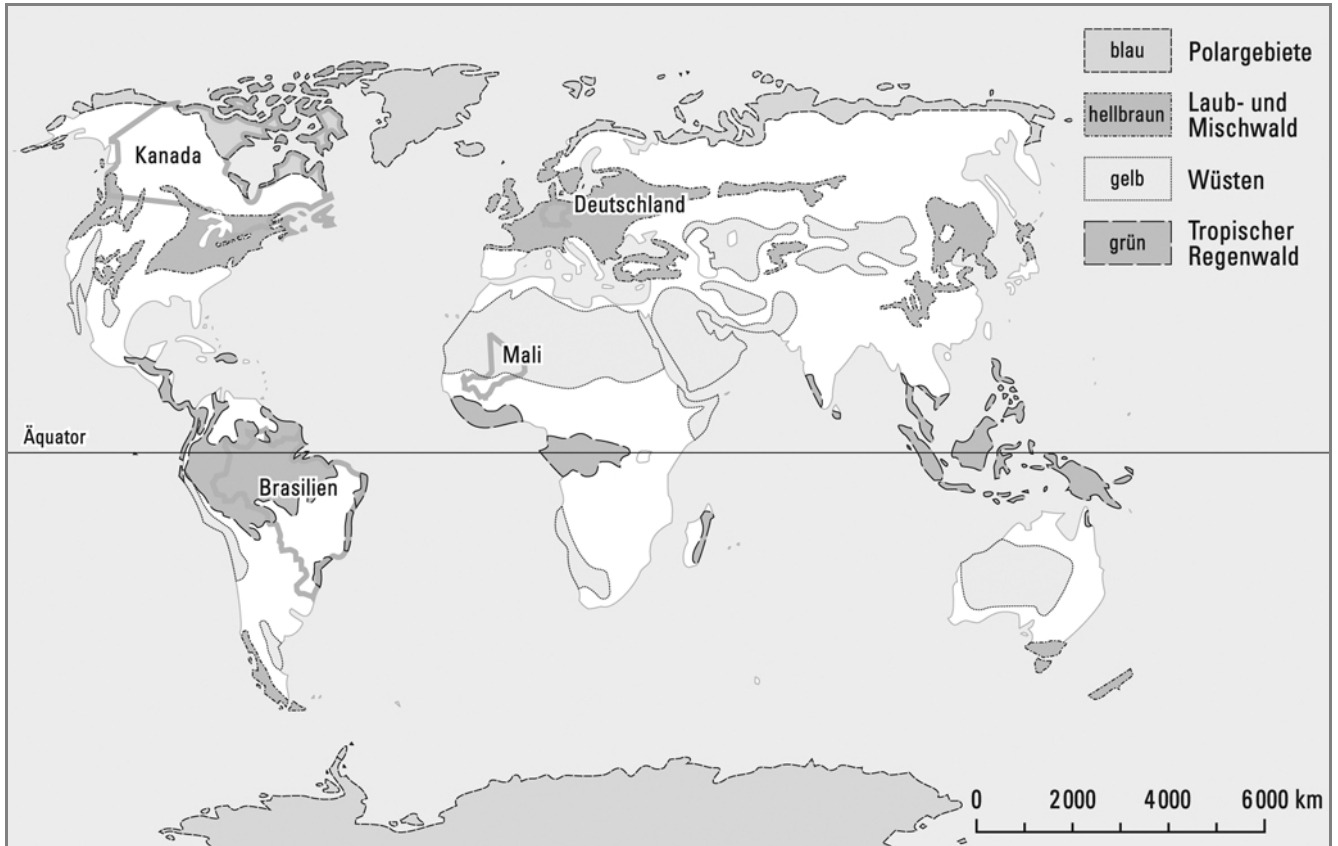 blau Polargebiete
hellbraun Laub- und
Mischwald
gelb Wüsten
grün Tropischer
Regenwald
Kanada
Deutschland
Mali
Äquator
Brasilien
0 2000 4000 6000 km